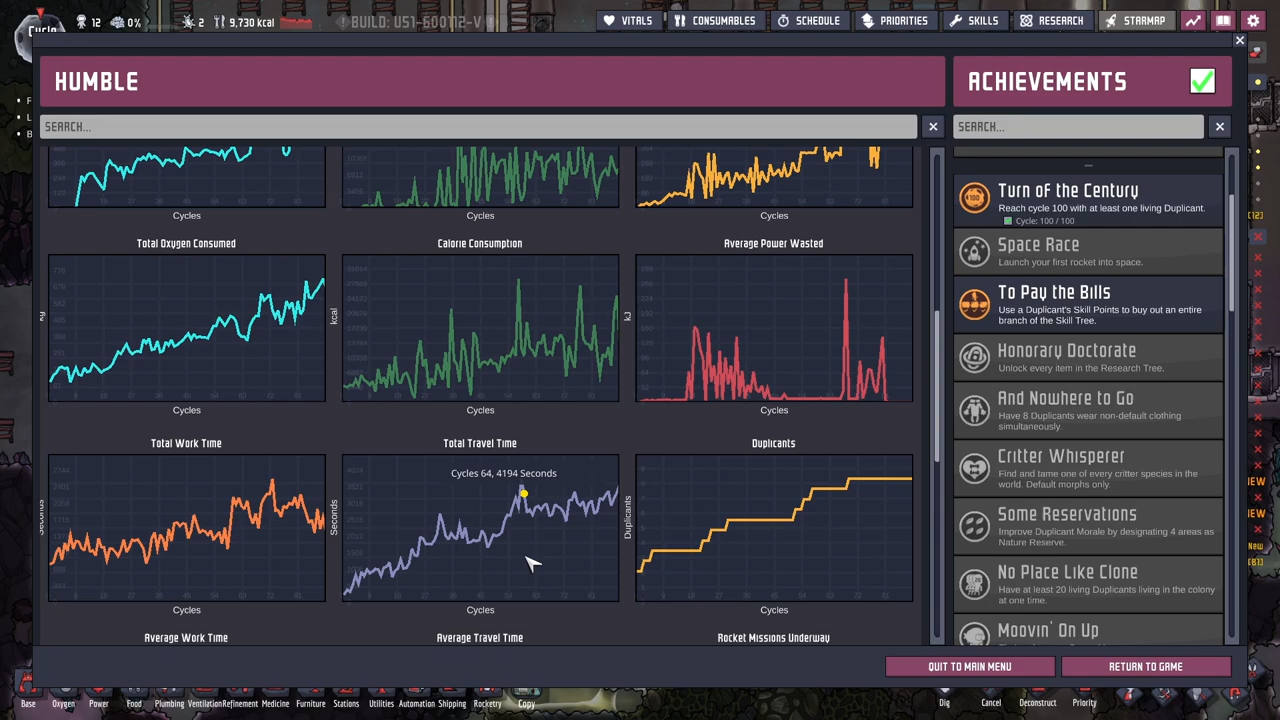 12
0%
2
9,730 kcal
BUILD: U51-600112-V
VITALS
CONSUMABLES
SCHEDULE
PRIORITIES
SKILLS
RESEARCH
STARMAP
HUMBLE
SEARCH...
ACHIEVEMENTS
SEARCH...
Cycles
Cycles
Cycles
Total Oxygen Consumed
Calorie Consumption
Average Power Wasted
kg
kcal
kJ
Cycles
Cycles
Cycles
Total Work Time
Total Travel Time
Duplicants
Seconds
Seconds
Duplicants
Cycles 64, 4194 Seconds
Cycles
Cycles
Cycles
Average Work Time
Average Travel Time
Rocket Missions Underway
Turn of the Century
Reach cycle 100 with at least one living Duplicant.
Cycle: 100 / 100
Space Race
Launch your first rocket into space.
To Pay the Bills
Use a Duplicant's Skill Points to buy out an entire
branch of the Skill Tree.
Honorary Doctorate
Unlock every item in the Research Tree.
And Nowhere to Go
Have 8 Duplicants wear non-default clothing
simultaneously.
Critter Whisperer
Find and tame one of every critter species in the
world. Default morphs only.
Some Reservations
Improve Duplicant Morale by designating 4 areas as
Nature Reserve.
No Place Like Clone
Have at least 20 living Duplicants living in the colony
at one time.
Moovin' On Up
QUIT TO MAIN MENU
RETURN TO GAME
Base
Oxygen
Power
Food
Plumbing
Ventilation
Refinement
Medicine
Furniture
Stations
Utilities
Automation
Shipping
Rocketry
Copy
Dig
Cancel
Deconstruct
Priority